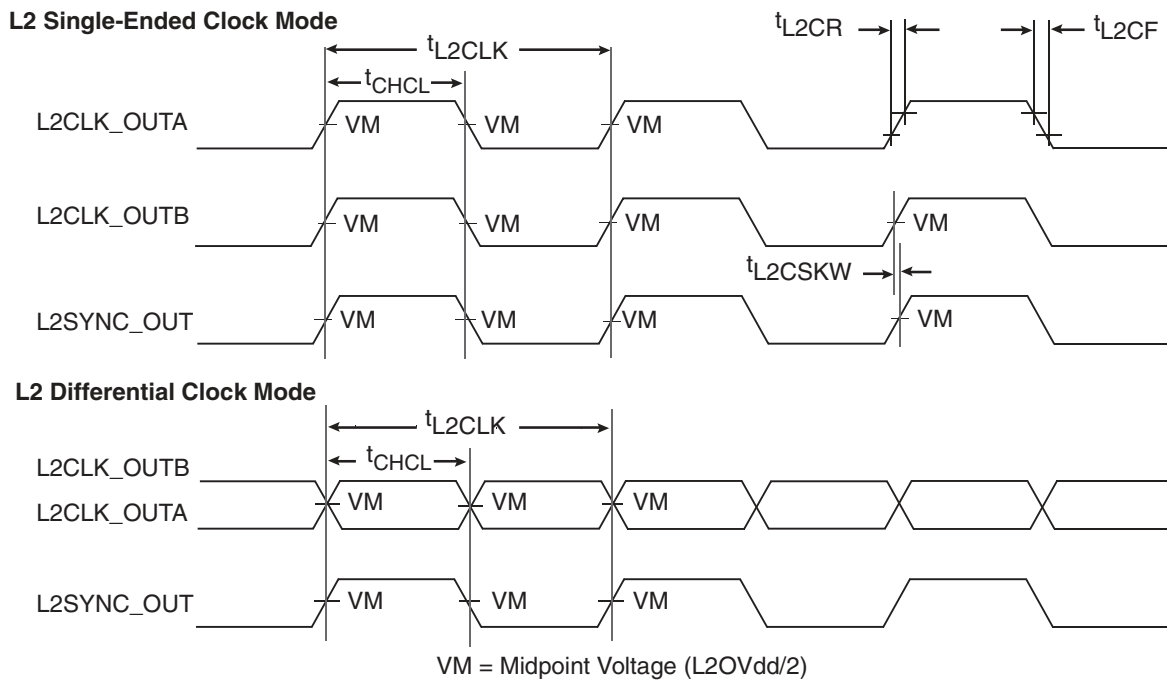 L2 Single-Ended Clock Mode
tL2CLK
tL2CR
tL2CF
tCHCL
L2CLK_OUTA
VM VM VM
L2CLK_OUTB
VM VM VM VM
tL2CSKW
L2SYNC_OUT
VM VM VM VM
L2 Differential Clock Mode
tL2CLK
tCHCL
L2CLK_OUTB
VM VM VM
L2CLK_OUTA
L2SYNC_OUT
VM VM VM
VM = Midpoint Voltage (L2OVdd/2)